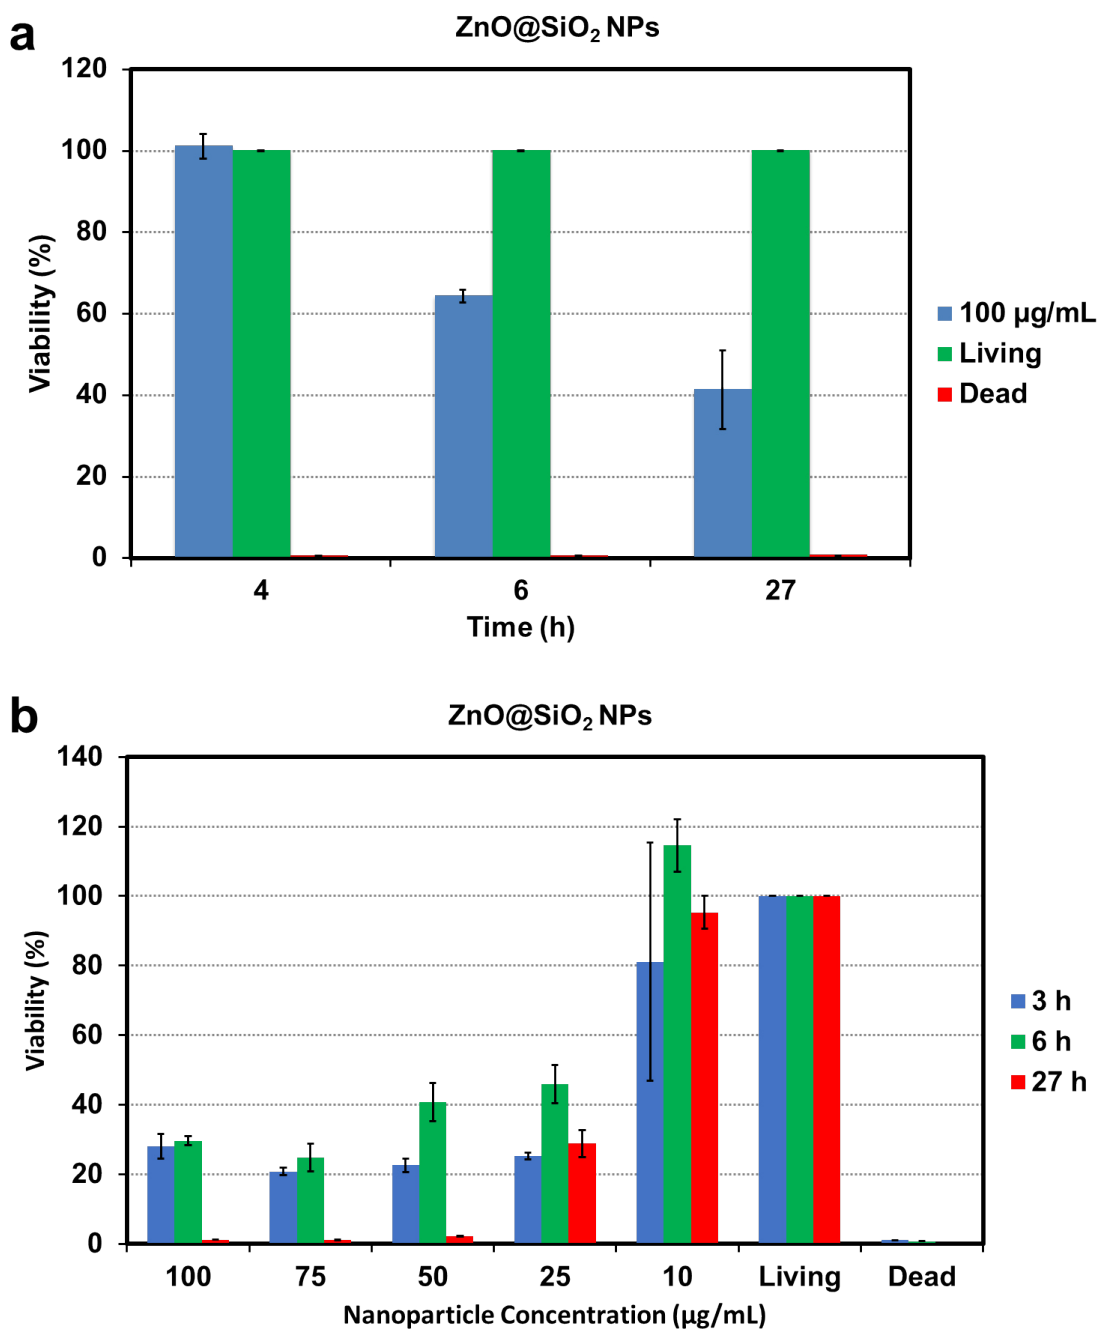 a
ZnO@SiO₂ NPs
120
100
80
60
40
20
0
Viability (%)
4 6 27
Time (h)
100 µg/mL
Living
Dead
b
ZnO@SiO₂ NPs
140
120
100
80
60
40
20
0
Viability (%)
100 75 50 25 10 Living Dead
Nanoparticle Concentration (µg/mL)
3 h
6 h
27 h